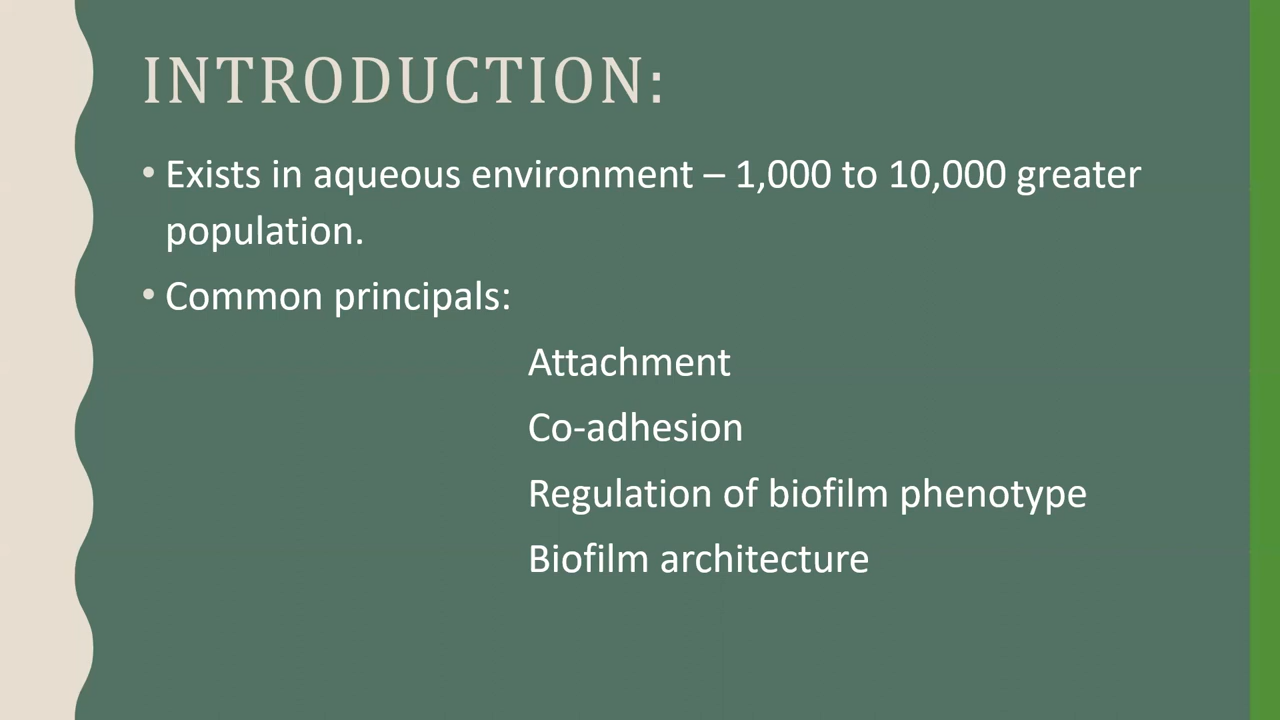 INTRODUCTION:
• Exists in aqueous environment – 1,000 to 10,000 greater
population.
• Common principals:
Attachment
Co-adhesion
Regulation of biofilm phenotype
Biofilm architecture